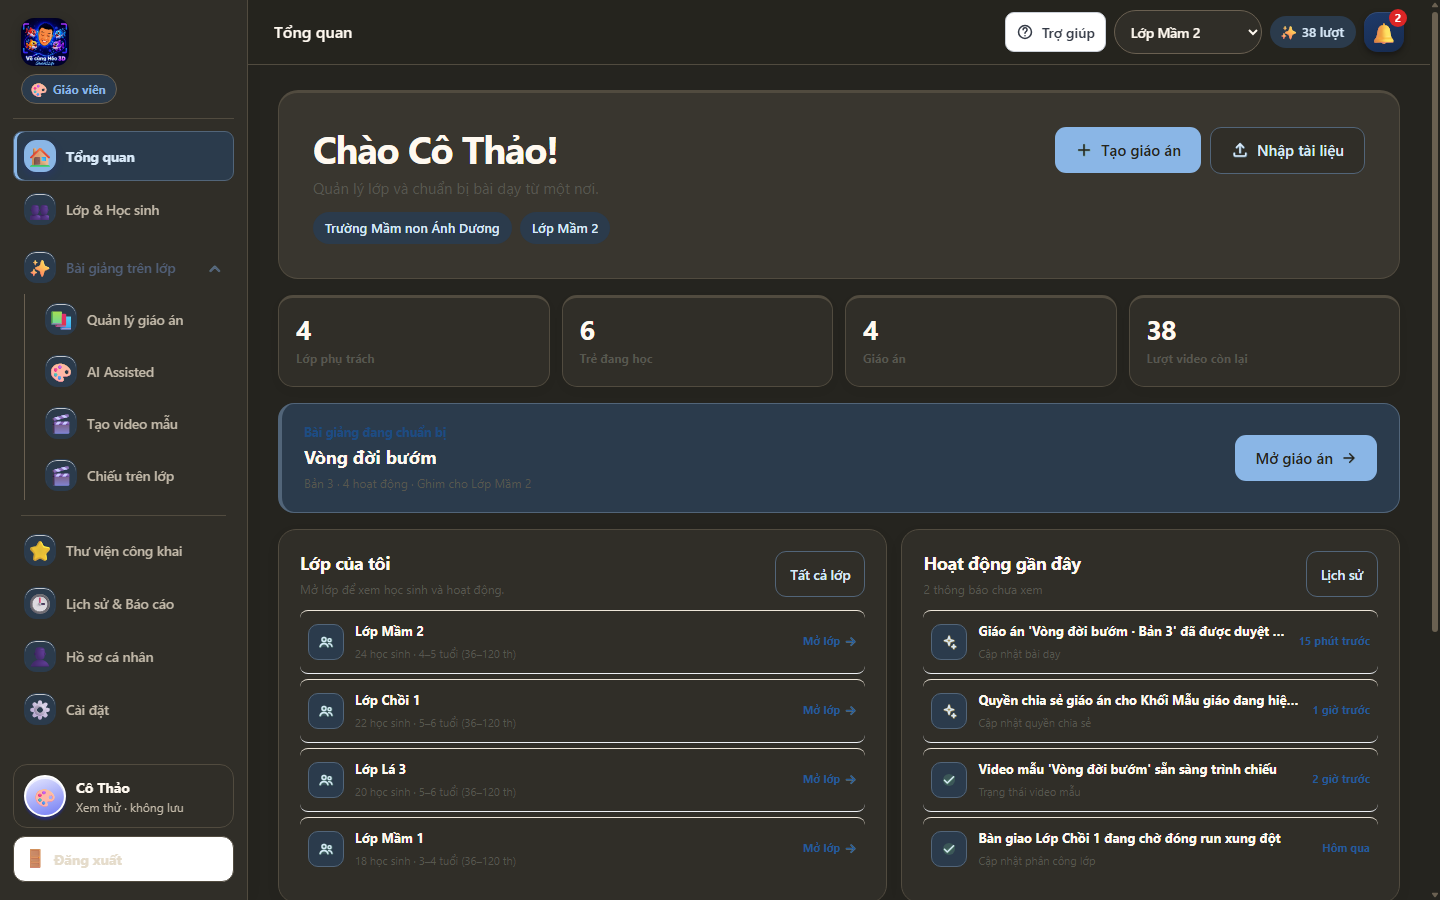 Vẽ cùng Hảo 3D
Giáo viên
Tổng quan
Lớp & Học sinh
Bài giảng trên lớp
Quản lý giáo án
AI Assisted
Tạo video mẫu
Chiếu trên lớp
Thư viện công khai
Lịch sử & Báo cáo
Hồ sơ cá nhân
Cài đặt
Cô Thảo
Xem thử · không lưu
Đăng xuất
Tổng quan
Trợ giúp
Lớp Mầm 2
38 lượt
2
Chào Cô Thảo!
Quản lý lớp và chuẩn bị bài dạy từ một nơi.
Trường Mầm non Ánh Dương
Lớp Mầm 2
Tạo giáo án
Nhập tài liệu
4
Lớp phụ trách
6
Trẻ đang học
4
Giáo án
38
Lượt video còn lại
Bài giảng đang chuẩn bị
Vòng đời bướm
Bản 3 · 4 hoạt động · Ghim cho Lớp Mầm 2
Mở giáo án →
Lớp của tôi
Mở lớp để xem học sinh và hoạt động.
Tất cả lớp
Lớp Mầm 2
24 học sinh · 4–5 tuổi (36–120 th)
Mở lớp →
Lớp Chồi 1
22 học sinh · 5–6 tuổi (36–120 th)
Mở lớp →
Lớp Lá 3
20 học sinh · 5–6 tuổi (36–120 th)
Mở lớp →
Lớp Mầm 1
18 học sinh · 3–4 tuổi (36–120 th)
Mở lớp →
Hoạt động gần đây
2 thông báo chưa xem
Lịch sử
Giáo án 'Vòng đời bướm · Bản 3' đã được duyệt ...
Cập nhật bài dạy
15 phút trước
Quyền chia sẻ giáo án cho Khối Mẫu giáo đang hiệ...
Cập nhật quyền chia sẻ
1 giờ trước
Video mẫu 'Vòng đời bướm' sẵn sàng trình chiếu
Trạng thái video mẫu
2 giờ trước
Bàn giao Lớp Chồi 1 đang chờ đóng run xung đột
Cập nhật phân công lớp
Hôm qua